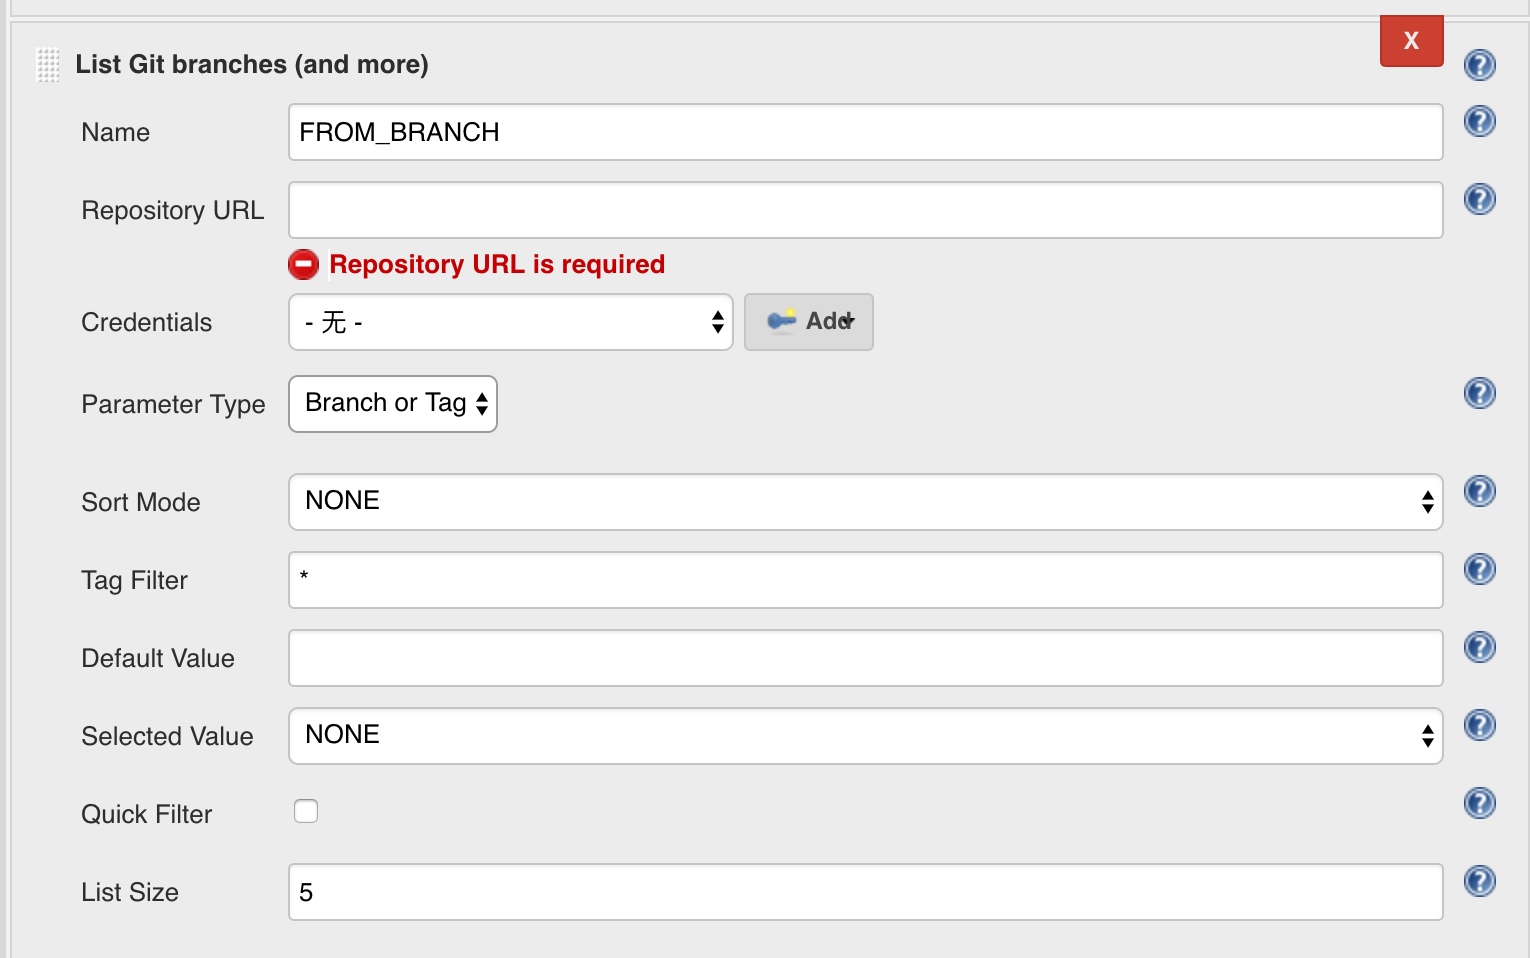 List Git branches (and more)
X
Name
FROM_BRANCH
Repository URL
Repository URL is required
Credentials
- 无 -
Add
Parameter Type
Branch or Tag
Sort Mode
NONE
Tag Filter
*
Default Value
Selected Value
NONE
Quick Filter
List Size
5